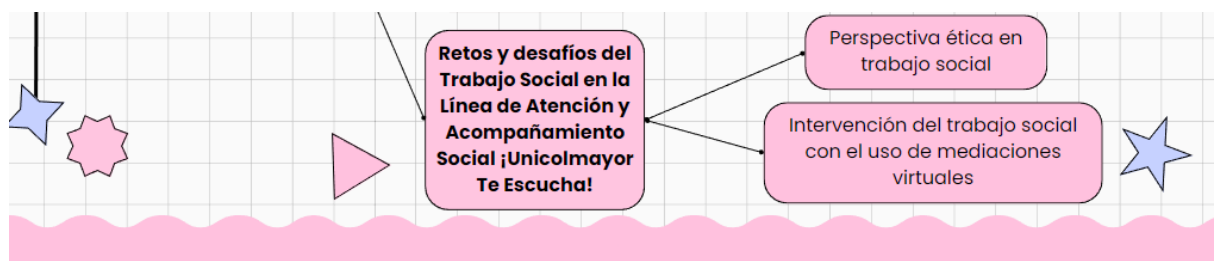 Retos y desafíos del
Trabajo Social en la
Línea de Atención y
Acompañamiento
Social ¡Unicolmayor
Te Escucha!
Perspectiva ética en
trabajo social
Intervención del trabajo social
con el uso de mediaciones
virtuales